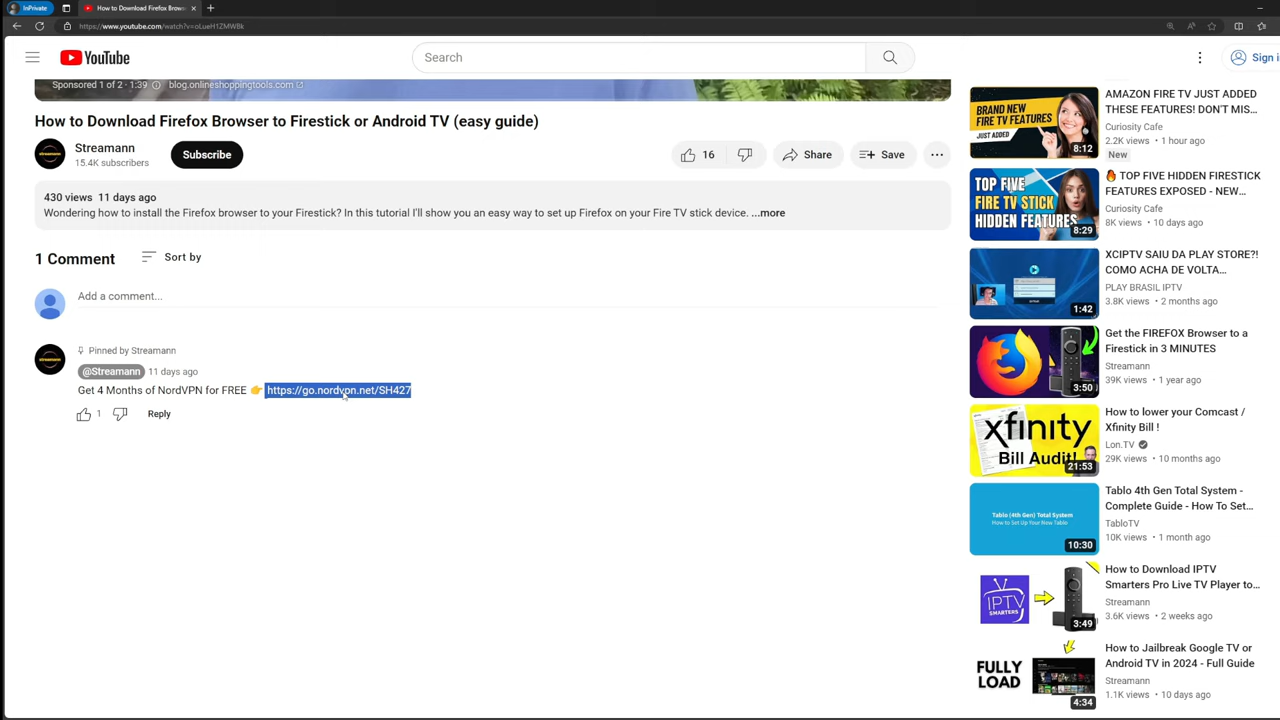 InPrivate
How to Download Firefox Brows
https://www.youtube.com/watch?v=oLueH1ZMWBk
YouTube
Search
Sign i
Sponsored 1 of 2 · 1:39
blog.onlineshoppingtools.com
How to Download Firefox Browser to Firestick or Android TV (easy guide)
Streamann
15.4K subscribers
Subscribe
16
Share
Save
430 views 11 days ago
Wondering how to install the Firefox browser to your Firestick? In this tutorial I'll show you an easy way to set up Firefox on your Fire TV stick device. ...more
1 Comment
Sort by
Add a comment...
Pinned by Streamann
@Streamann 11 days ago
Get 4 Months of NordVPN for FREE 👉 https://go.nordvpn.net/SH427
1
Reply
BRAND NEW
FIRE TV FEATURES!
JUST ADDED
8:12
AMAZON FIRE TV JUST ADDED
THESE FEATURES! DON'T MIS...
Curiosity Cafe
2.2K views • 1 hour ago
New
TOP FIVE
FIRE TV STICK
HIDDEN FEATURES
8:29
🔥 TOP FIVE HIDDEN FIRESTICK
FEATURES EXPOSED - NEW...
Curiosity Cafe
8K views • 10 days ago
1:42
XCIPTV SAIU DA PLAY STORE?!
COMO ACHA DE VOLTA...
PLAY BRASIL IPTV
3.8K views • 2 months ago
3:50
Get the FIREFOX Browser to a
Firestick in 3 MINUTES
Streamann
39K views • 1 year ago
xfinity
Bill Audit!
21:53
How to lower your Comcast /
Xfinity Bill !
Lon.TV
29K views • 10 months ago
Tablo (4th Gen) Total System
How to Set Up Your New Tablo
10:30
Tablo 4th Gen Total System -
Complete Guide - How To Set...
TabloTV
10K views • 1 month ago
IPTV
SMARTERS
3:49
How to Download IPTV
Smarters Pro Live TV Player to...
Streamann
3.6K views • 2 weeks ago
FULLY
LOAD
4:34
How to Jailbreak Google TV or
Android TV in 2024 - Full Guide
Streamann
1.1K views • 10 days ago